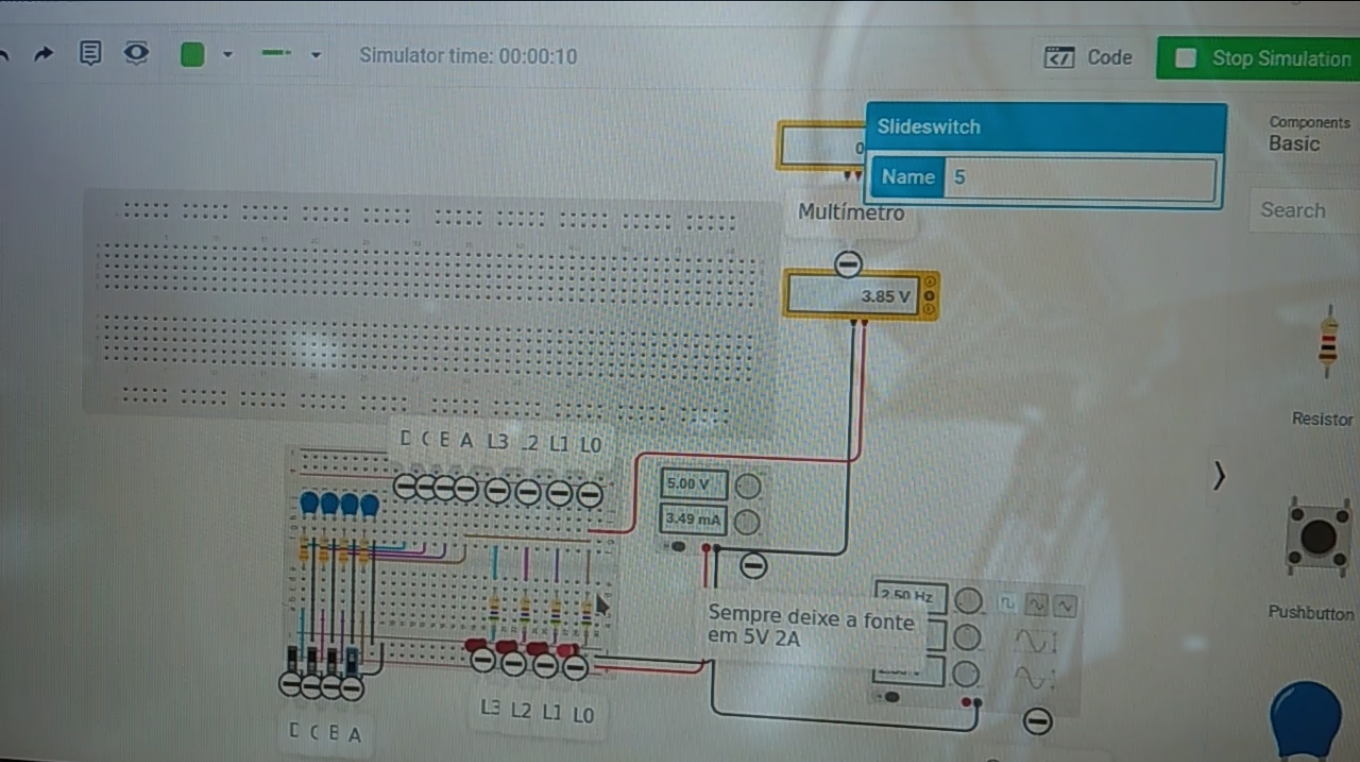 Simulator time: 00:00:10
Code
Stop Simulation
Slideswitch
Name 5
Components
Basic
Search
0
Multímetro
3.85 V
Resistor
D C B A L3 L2 L1 L0
5.00 V
3.49 mA
2.50 Hz
Sempre deixe a fonte
em 5V 2A
Pushbutton
L3 L2 L1 L0
D C B A